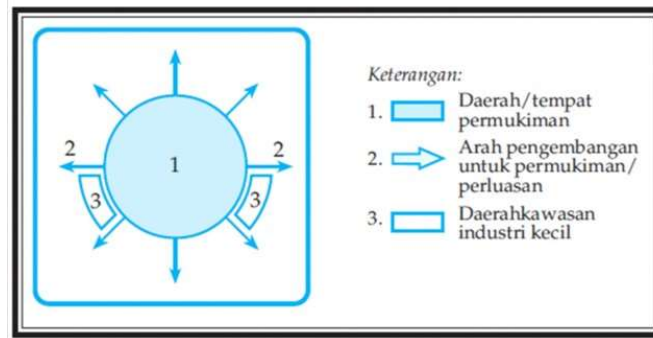 2
2
1
3
3
Keterangan:
1. Daerah/tempat
permukiman
2. Arah pengembangan
untuk permukiman/
perluasan
3. Daerahkawasan
industri kecil